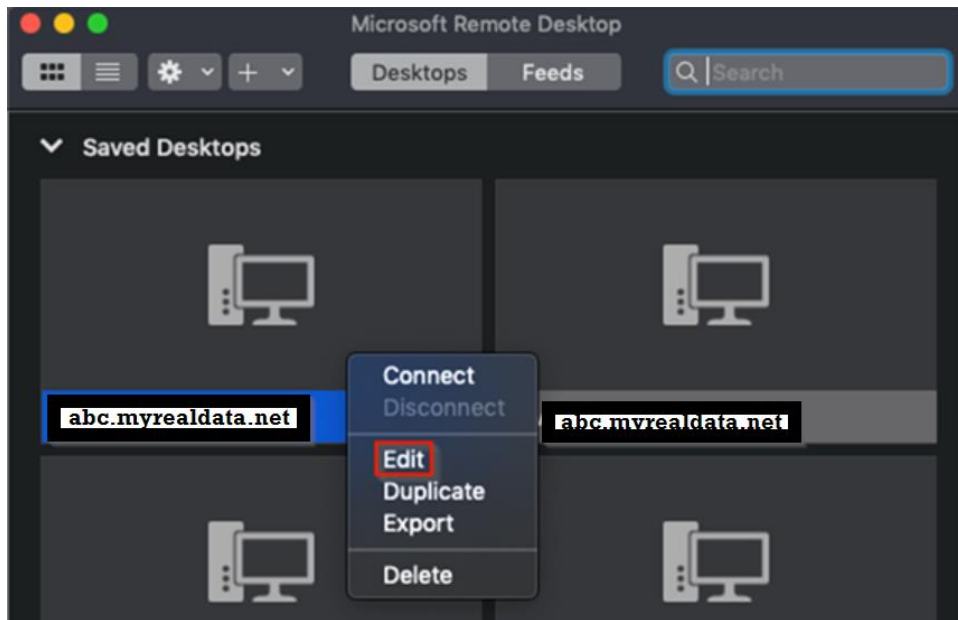 Microsoft Remote Desktop
Desktops Feeds Search
Saved Desktops
Connect
Disconnect
abc.myrealdata.net
abc.myrealdata.net
Edit
Duplicate
Export
Delete